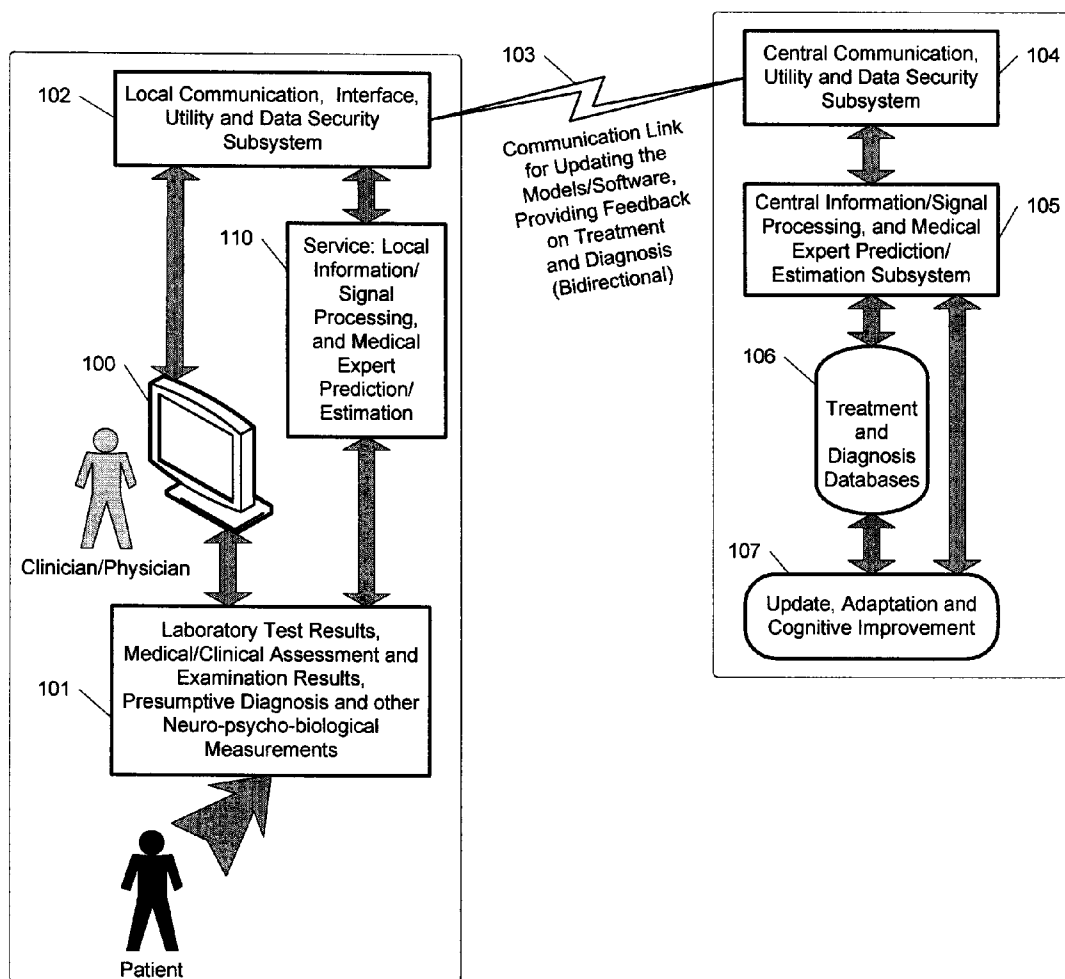 102
Local Communication, Interface,
Utility and Data Security
Subsystem
110
Service: Local
Information/
Signal
Processing,
and Medical
Expert
Prediction/
Estimation
100
Clinician/Physician
101
Laboratory Test Results,
Medical/Clinical Assessment and
Examination Results,
Presumptive Diagnosis and other
Neuro-psycho-biological
Measurements
Patient
103
Communication Link
for Updating the
Models/Software,
Providing Feedback
on Treatment
and Diagnosis
(Bidirectional)
Central Communication,
Utility and Data Security
Subsystem
104
Central Information/Signal
Processing, and Medical
Expert Prediction/
Estimation Subsystem
105
106
Treatment
and
Diagnosis
Databases
107
Update, Adaptation and
Cognitive Improvement